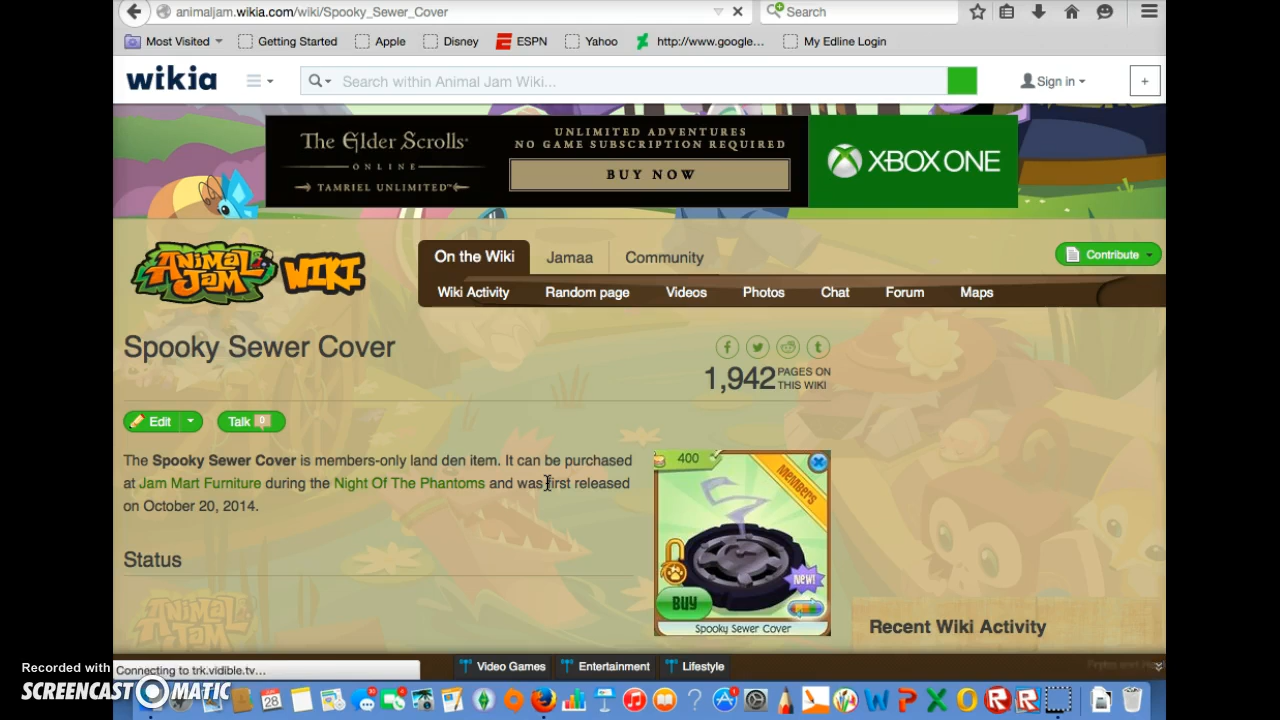 animaljam.wikia.com/wiki/Spooky_Sewer_Cover
Search
Most Visited
Getting Started
Apple
Disney
ESPN
Yahoo
http://www.google...
My Edline Login
wikia
Search within Animal Jam Wiki...
Sign in
The Elder Scrolls
ONLINE
TAMRIEL UNLIMITED
UNLIMITED ADVENTURES
NO GAME SUBSCRIPTION REQUIRED
BUY NOW
XBOX ONE
ANIMAL JAM WIKI
On the Wiki
Jamaa
Community
Contribute
Wiki Activity
Random page
Videos
Photos
Chat
Forum
Maps
Spooky Sewer Cover
1,942 PAGES ON
THIS WIKI
Edit
Talk 0
The Spooky Sewer Cover is members-only land den item. It can be purchased
at Jam Mart Furniture during the Night Of The Phantoms and was first released
on October 20, 2014.
400
MEMBERS
New!
BUY
Spooky Sewer Cover
Status
ANIMAL JAM
Recent Wiki Activity
Connecting to trk.vidible.tv...
Video Games
Entertainment
Lifestyle
Recorded with
SCREENCAST MATIC
28